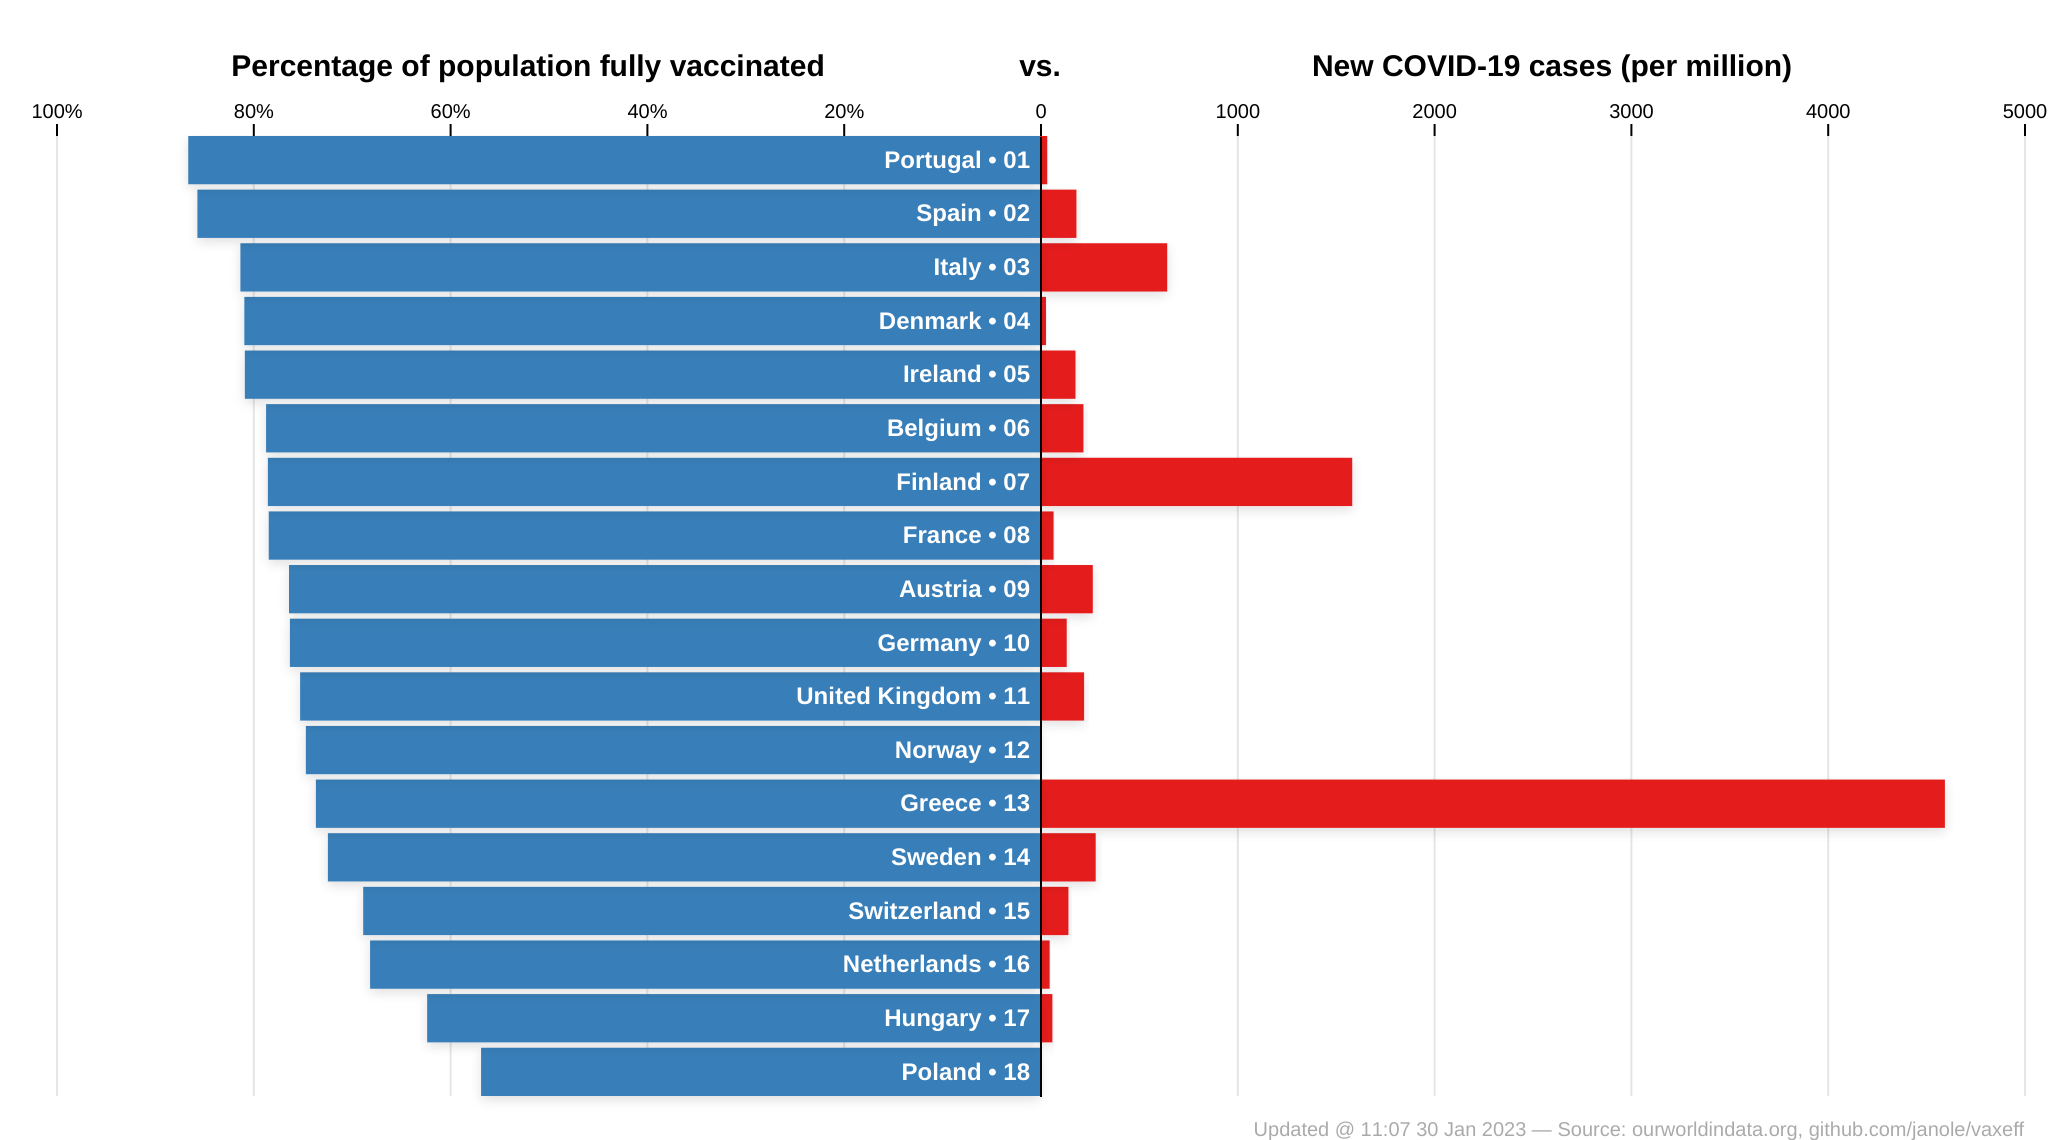 Percentage of population fully vaccinated vs. New COVID-19 cases (per million)
100% 80% 60% 40% 20% 0 1000 2000 3000 4000 5000
Portugal • 01
Spain • 02
Italy • 03
Denmark • 04
Ireland • 05
Belgium • 06
Finland • 07
France • 08
Austria • 09
Germany • 10
United Kingdom • 11
Norway • 12
Greece • 13
Sweden • 14
Switzerland • 15
Netherlands • 16
Hungary • 17
Poland • 18
Updated @ 11:07 30 Jan 2023 — Source: ourworldindata.org, github.com/janole/vaxeff